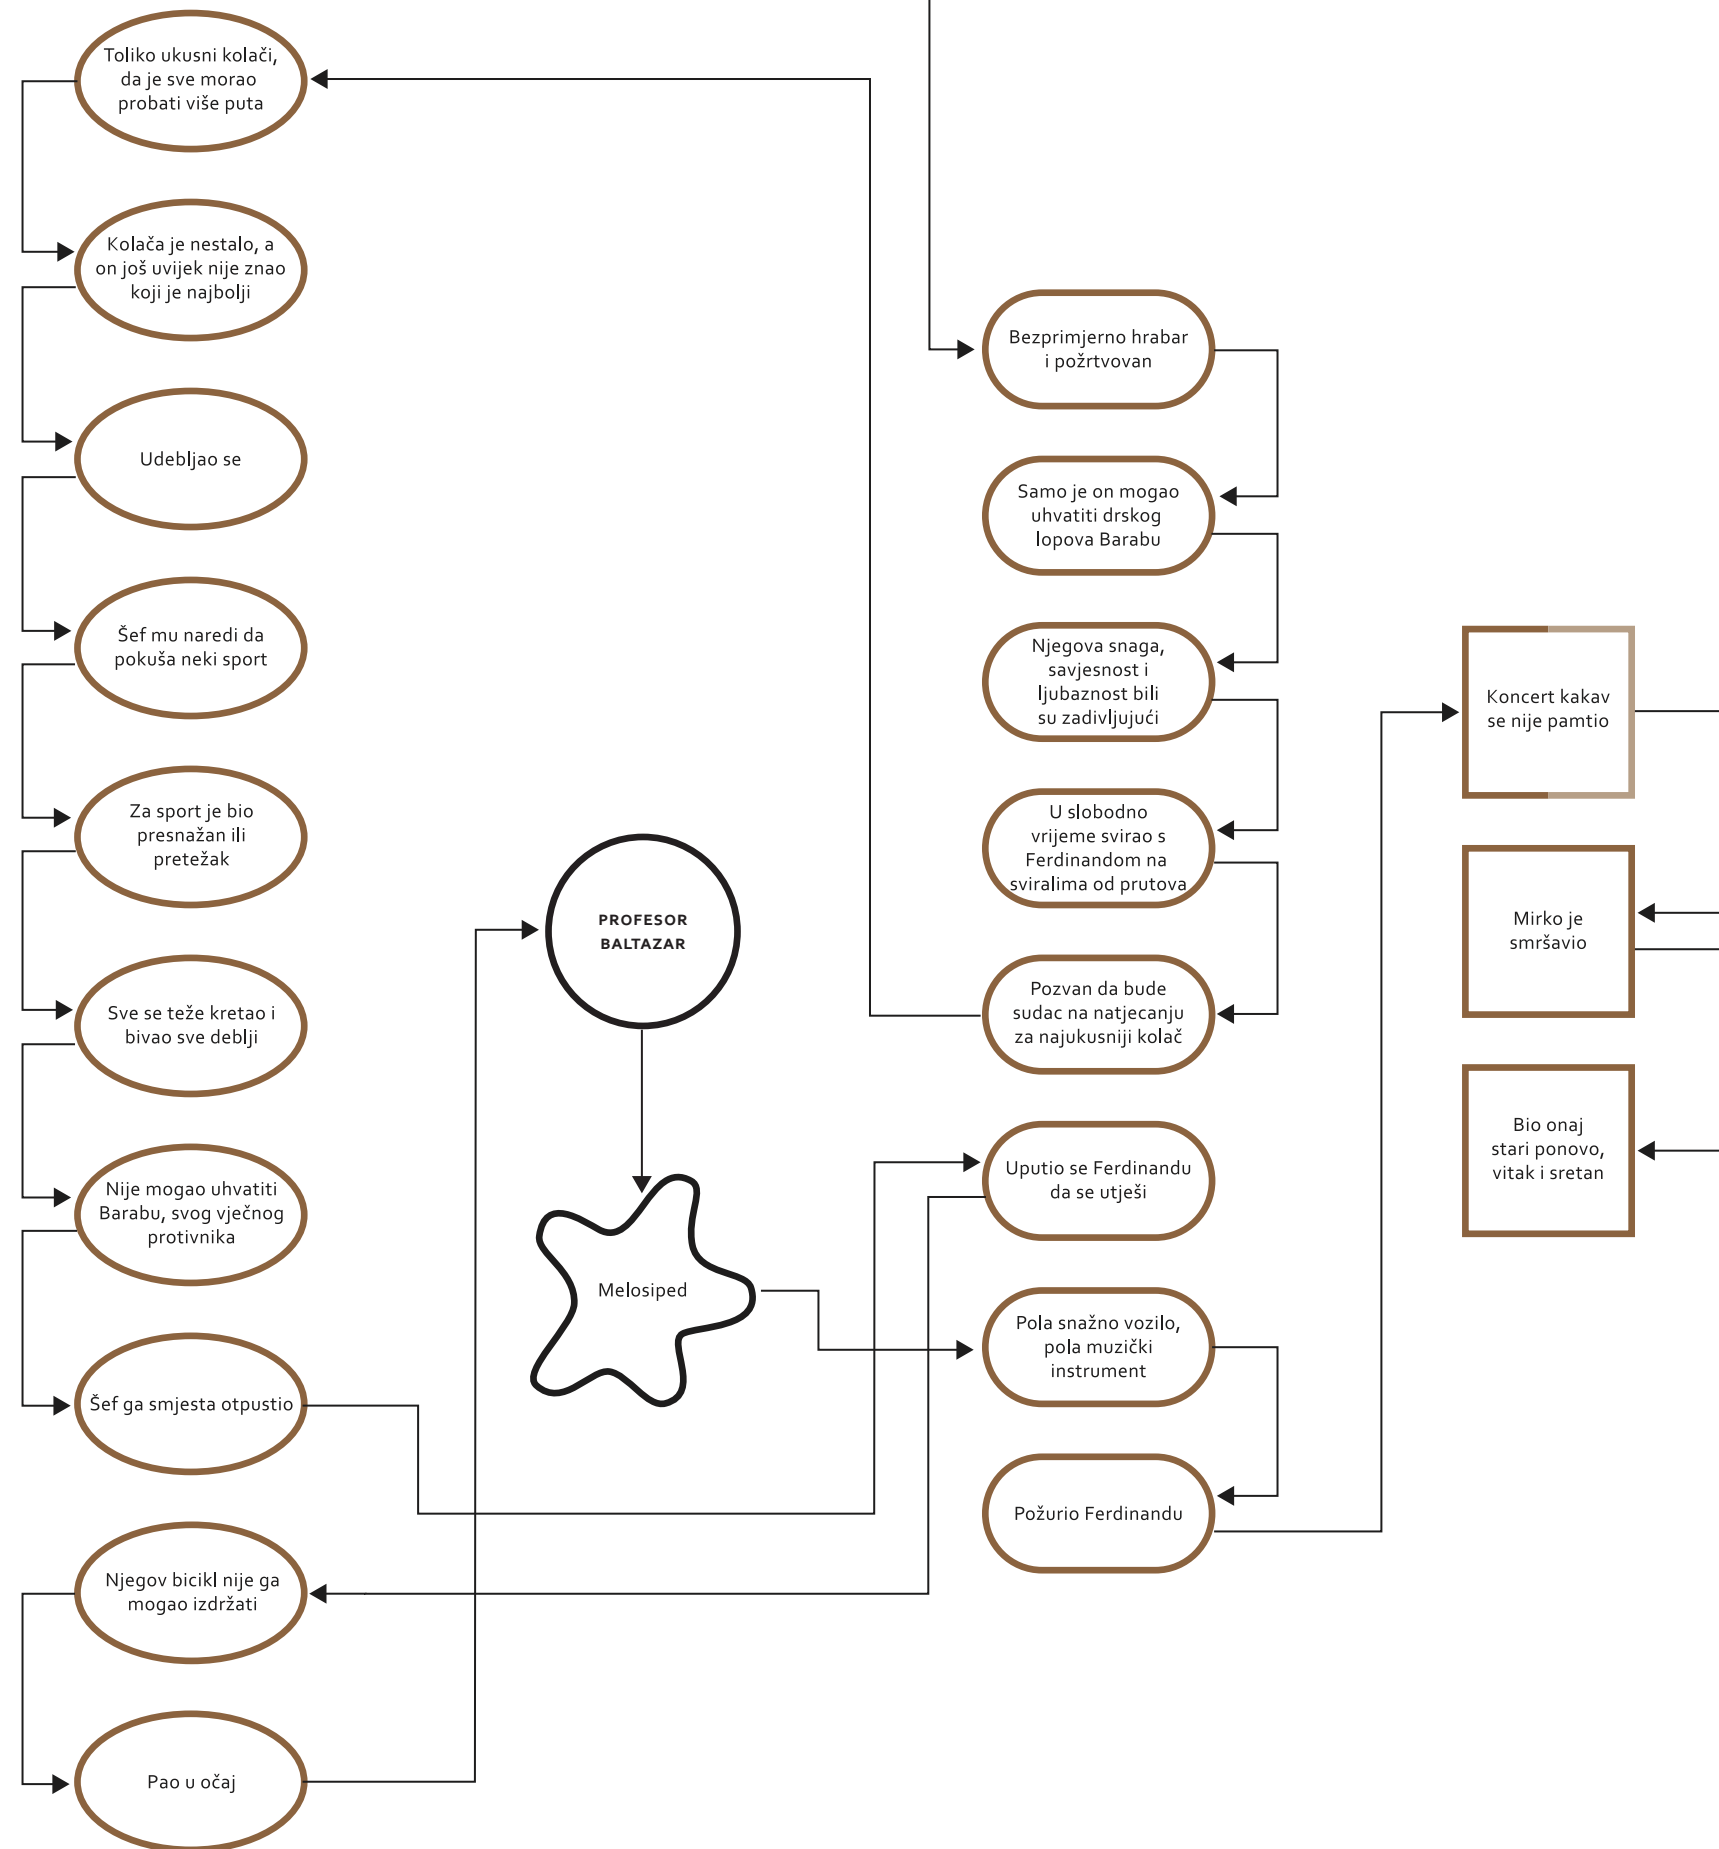 Toliko ukusni kolači,
da je sve morao
probati više puta
Kolača je nestalo, a
on još uvijek nije znao
koji je najbolji
Udebljao se
Šef mu naredi da
pokuša neki sport
Za sport je bio
presnažan ili
pretežak
Sve se teže kretao i
bivao sve deblji
Nije mogao uhvatiti
Barabu, svog vječnog
protivnika
Šef ga smjesta otpustio
Njegov bicikl nije ga
mogao izdržati
Pao u očaj
PROFESOR
BALTAZAR
Melosiped
Bezprimjerno hrabar
i požrtvovan
Samo je on mogao
uhvatiti drskog
lopova Barabu
Njegova snaga,
savjesnost i
ljubaznost bili
su zadivljujući
U slobodno
vrijeme svirao s
Ferdinandom na
sviralima od prutova
Pozvan da bude
sudac na natjecanju
za najukusniji kolač
Uputio se Ferdinandu
da se utješi
Pola snažno vozilo,
pola muzički
instrument
Požurio Ferdinandu
Koncert kakav
se nije pamtio
Mirko je
smršavio
Bio onaj
stari ponovo,
vitak i sretan